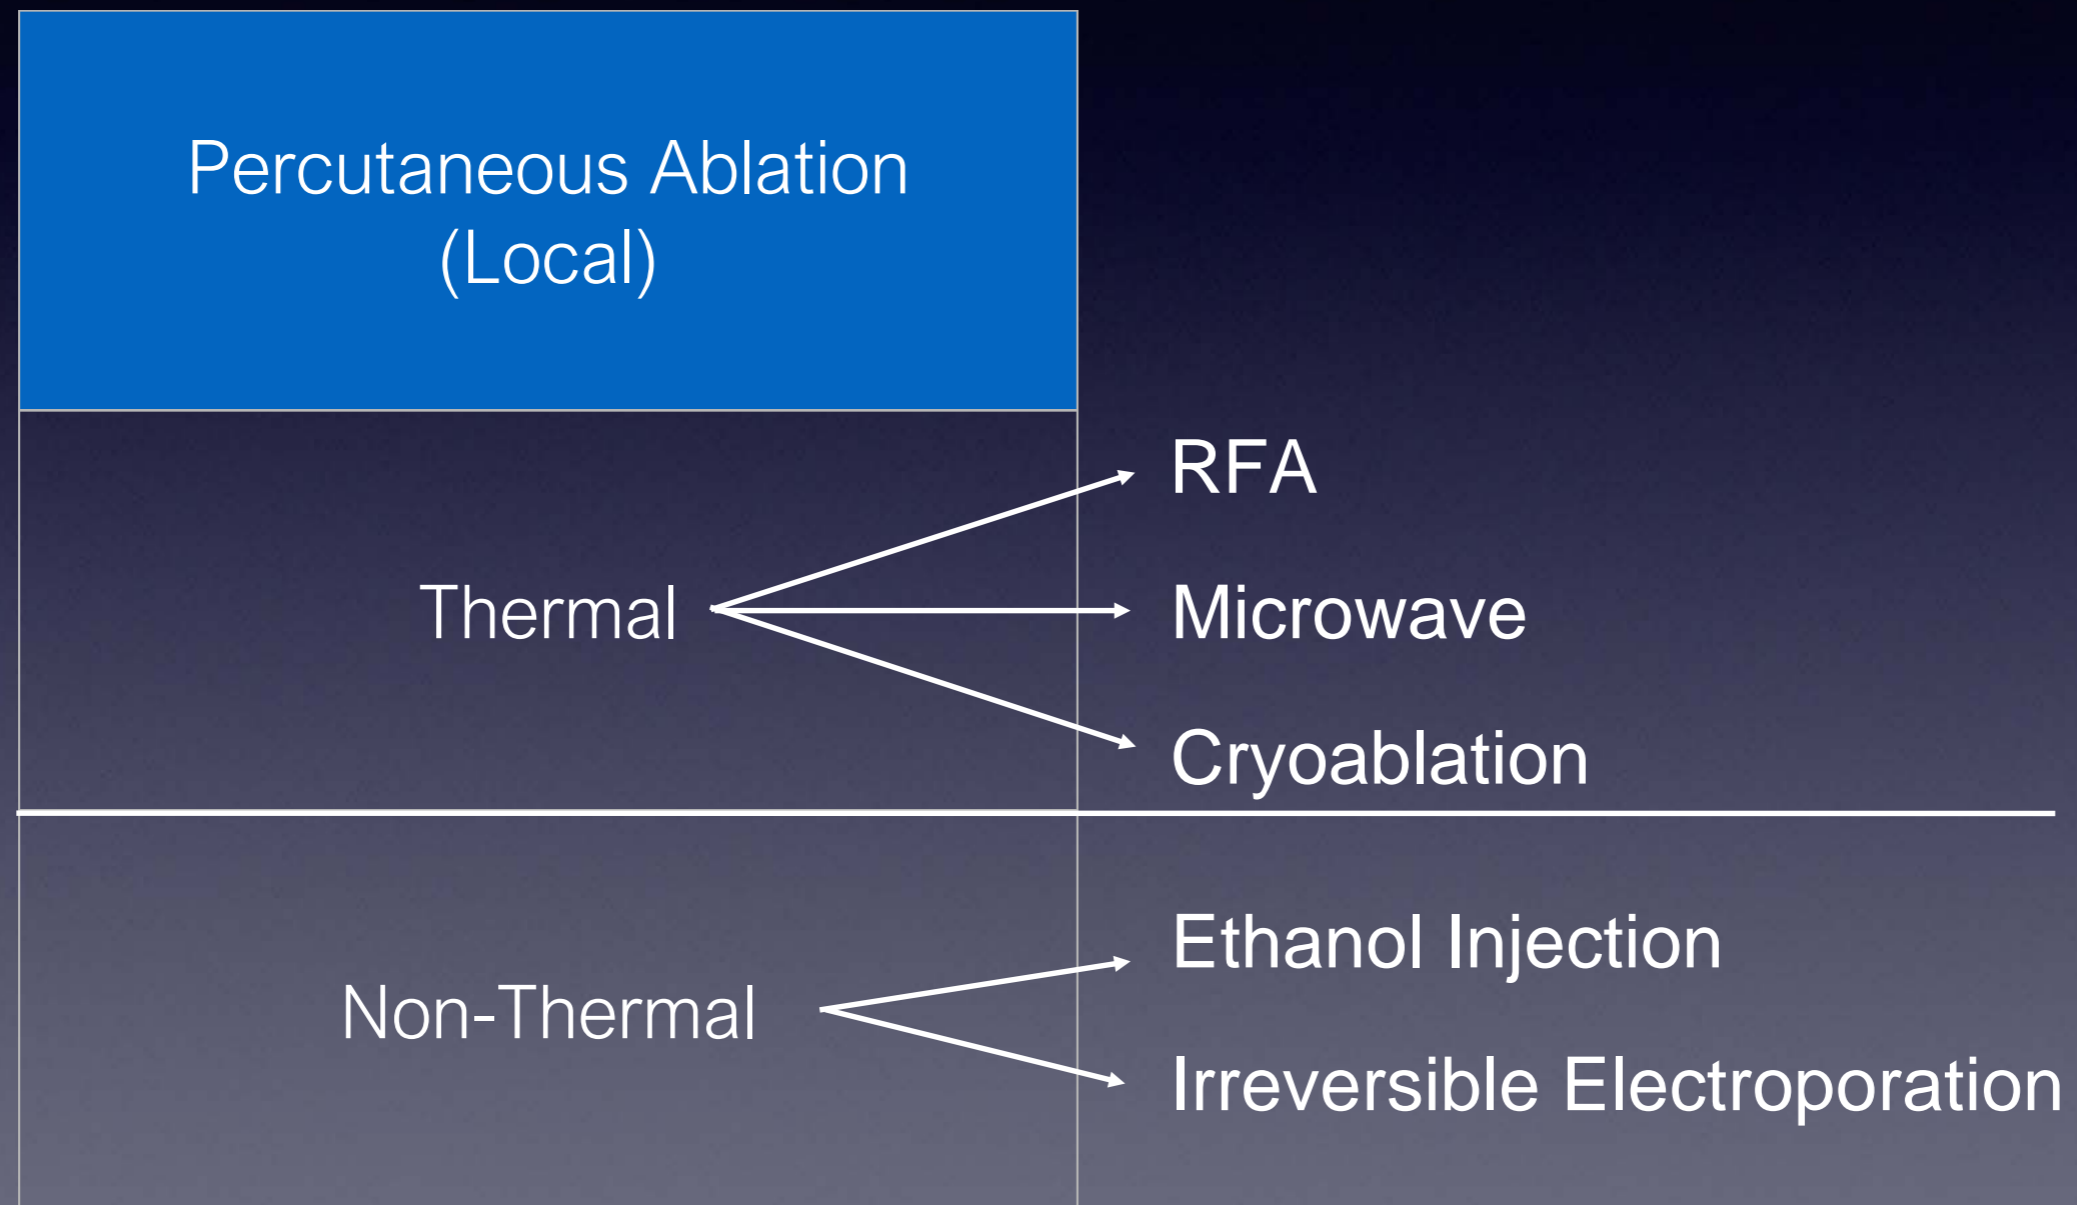 Percutaneous Ablation
(Local)
Thermal
RFA
Microwave
Cryoablation
Non-Thermal
Ethanol Injection
Irreversible Electroporation